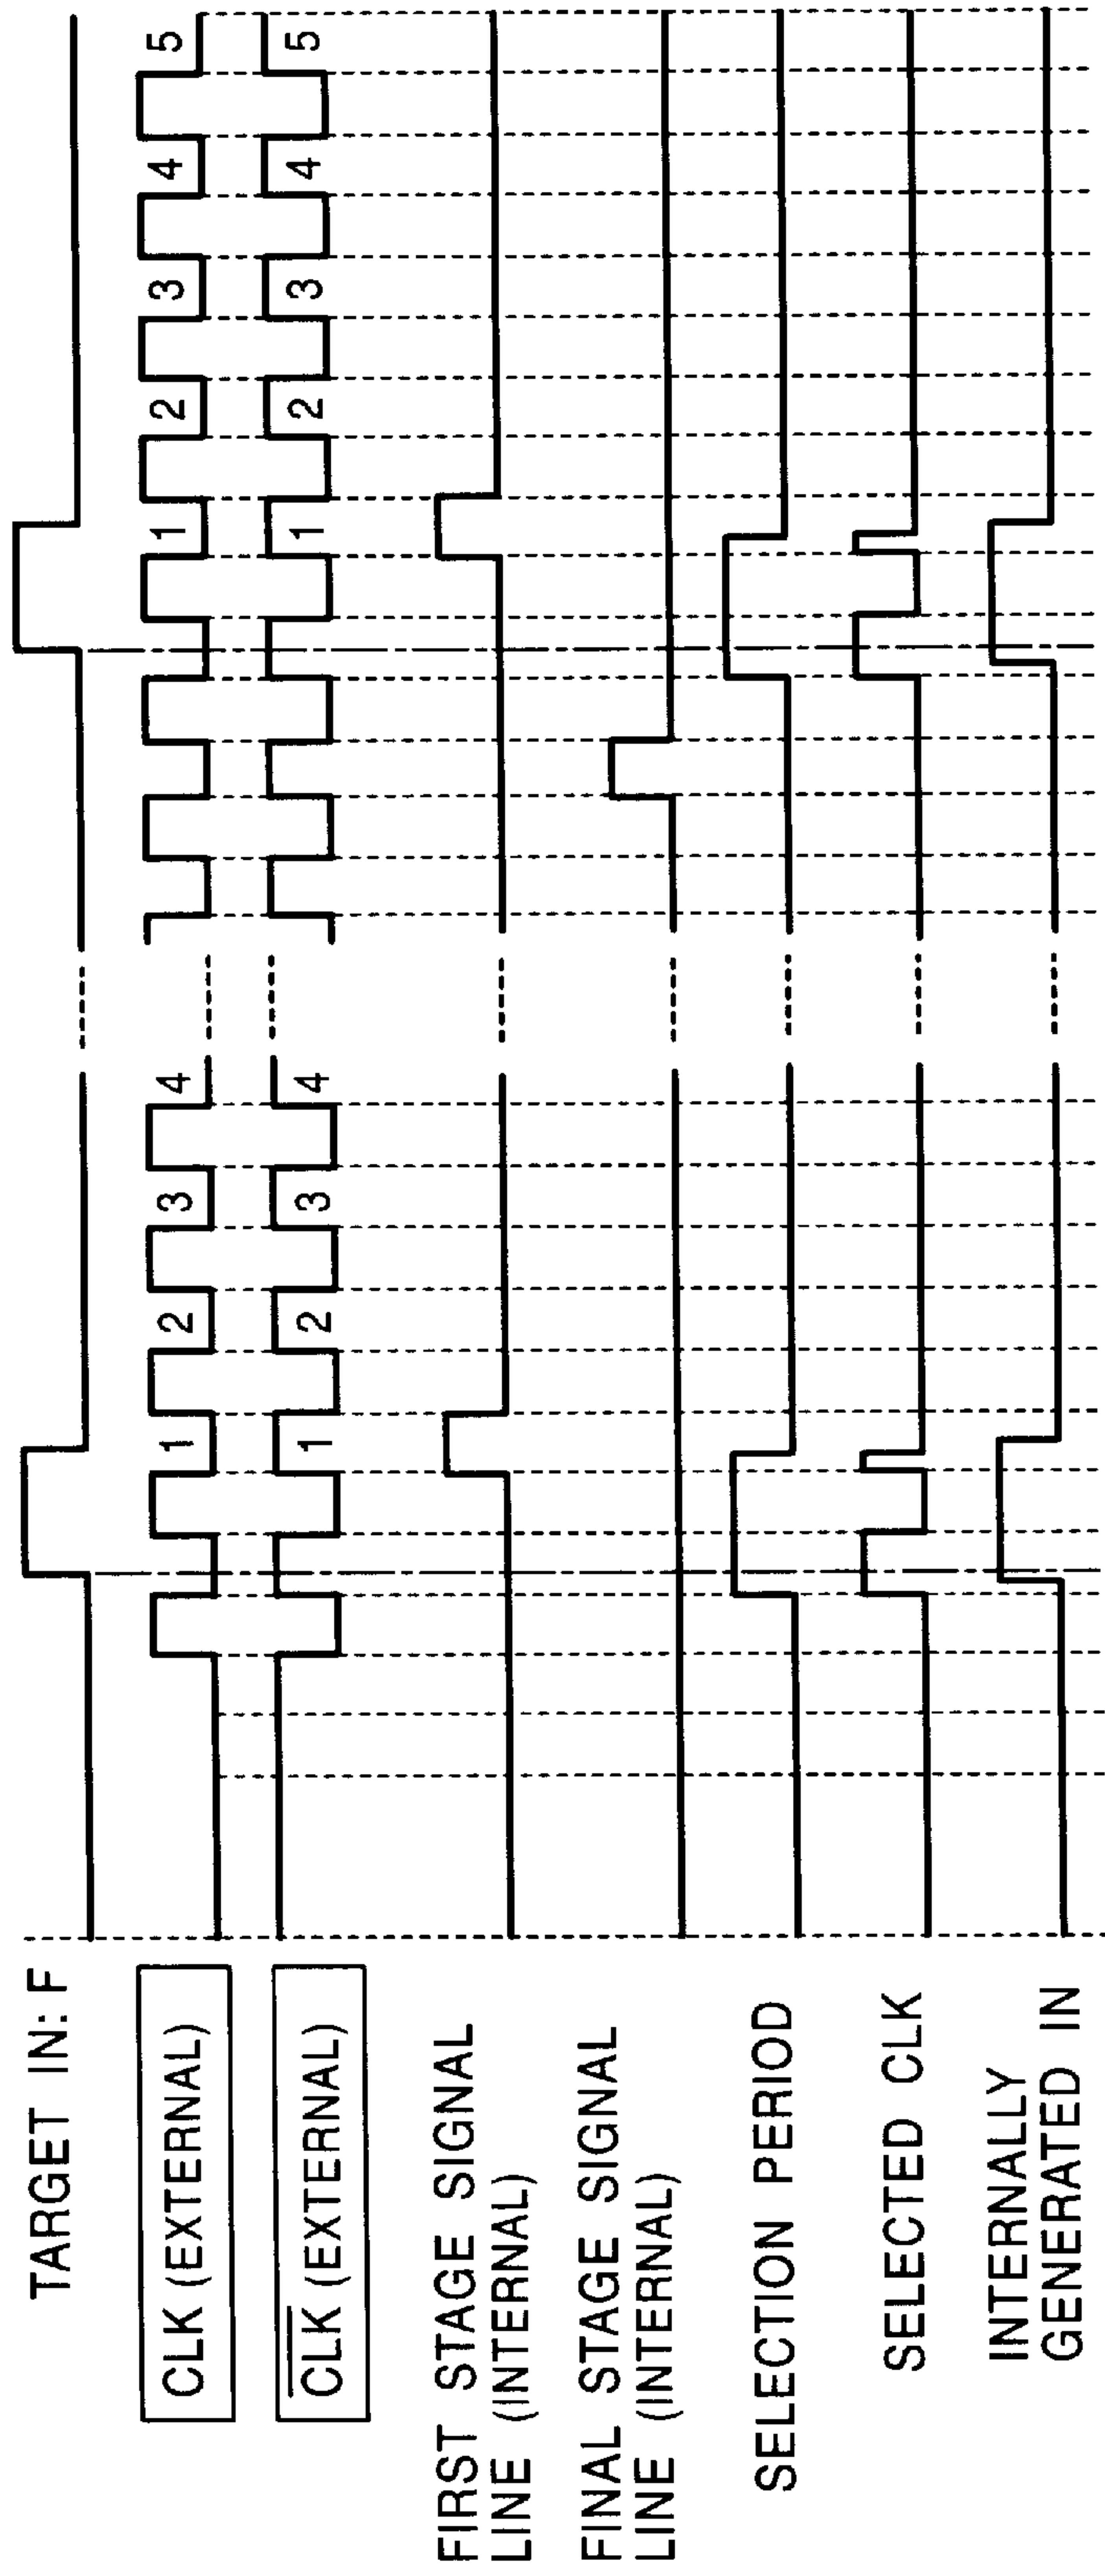 TARGET IN: F
1 2 3 4 1 2 3 4 5
CLK (EXTERNAL)
CLK (EXTERNAL)
1 2 3 4 1 2 3 4 5
FIRST STAGE SIGNAL
LINE (INTERNAL)
FINAL STAGE SIGNAL
LINE (INTERNAL)
SELECTION PERIOD
SELECTED CLK
INTERNALLY
GENERATED IN